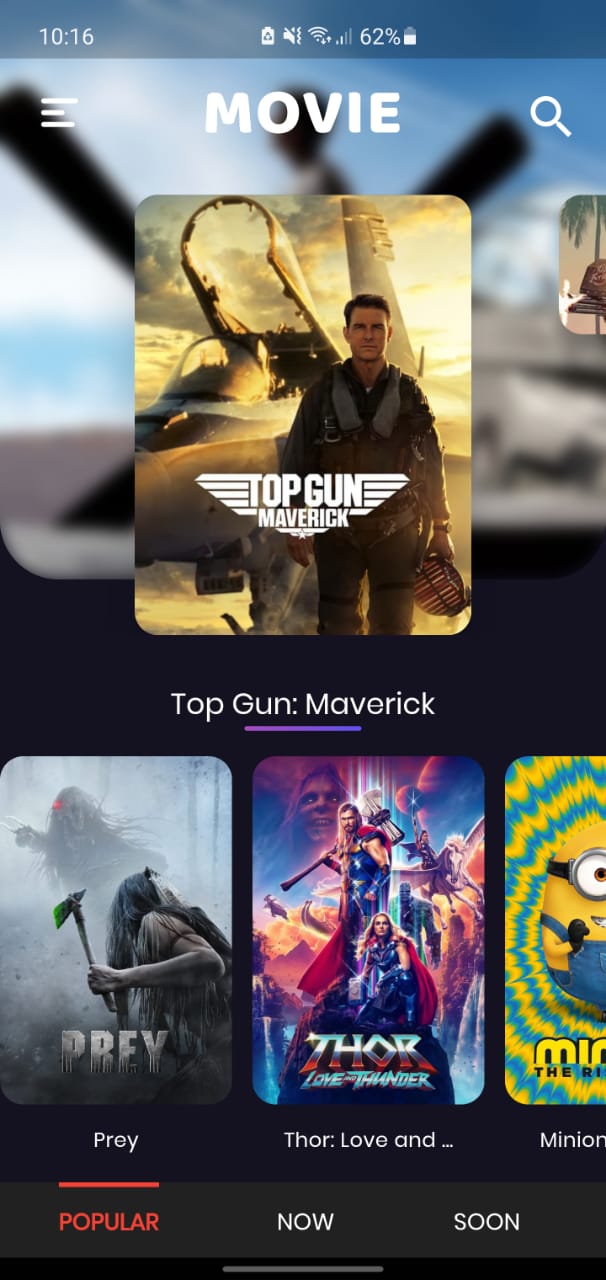 10:16 62%
MOVIE
TOP GUN
MAVERICK
Top Gun: Maverick
PREY
THOR
LOVE AND THUNDER
MIN
THE RI
Prey
Thor: Love and ...
Minion
POPULAR NOW SOON